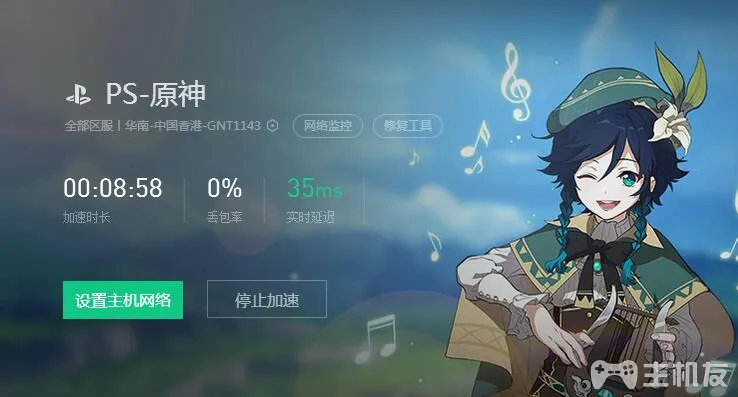 PS-原神
全部区服丨华南-中国香港-GNT1143 网络监控 修复工具
00:08:58 0% 35ms
加速时长 丢包率 实时延迟
设置主机网络 停止加速
主机友